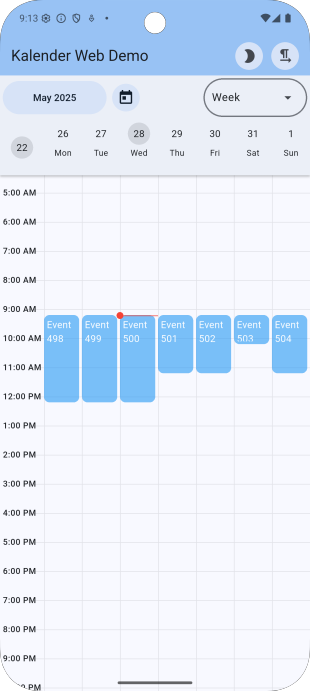 9:13
Kalender Web Demo
May 2025
Week
22
26 27 28 29 30 31 1
Mon Tue Wed Thu Fri Sat Sun
5:00 AM
6:00 AM
7:00 AM
8:00 AM
9:00 AM
Event 498
Event 499
Event 500
Event 501
Event 502
Event 503
Event 504
10:00 AM
11:00 AM
12:00 PM
1:00 PM
2:00 PM
3:00 PM
4:00 PM
5:00 PM
6:00 PM
7:00 PM
8:00 PM
9:00 PM
PM